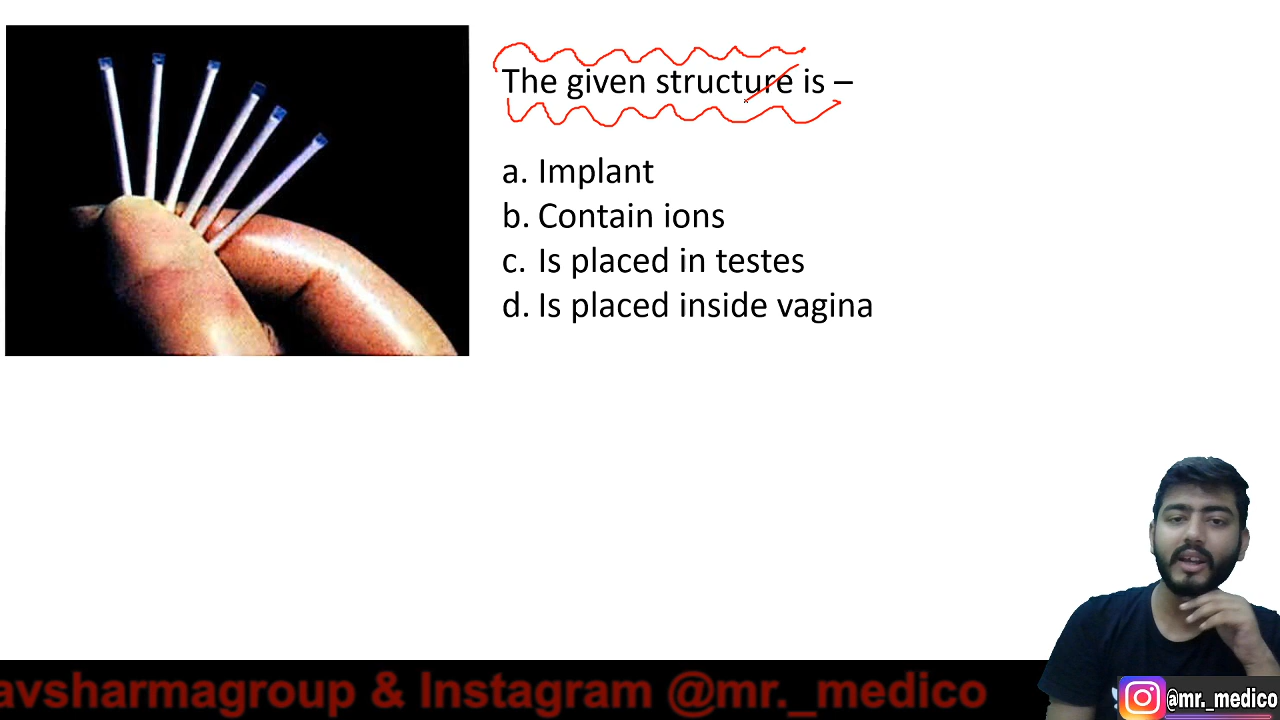 The given structure is –
a. Implant
b. Contain ions
c. Is placed in testes
d. Is placed inside vagina
avsharmagroup & Instagram @mr._medico
@mr._medico